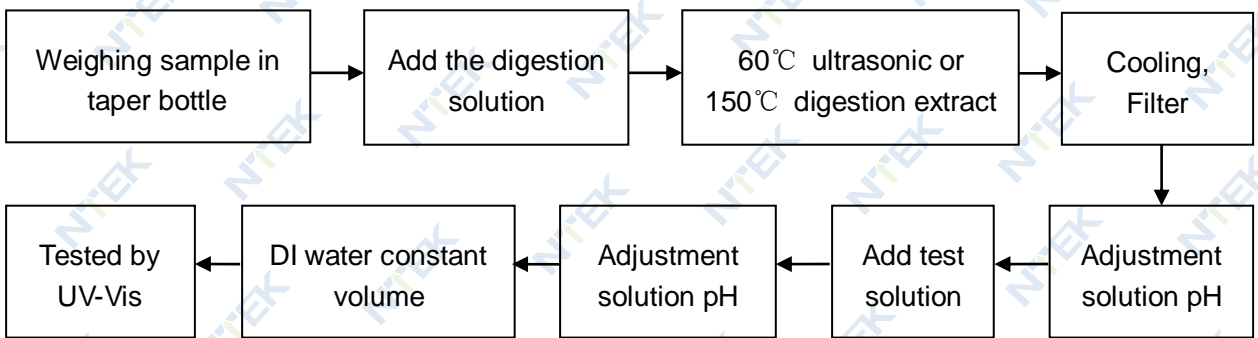 Weighing sample in
taper bottle
Add the digestion
solution
60℃ ultrasonic or
150℃ digestion extract
Cooling,
Filter
Adjustment
solution pH
Add test
solution
Adjustment
solution pH
DI water constant
volume
Tested by
UV-Vis
NTEK